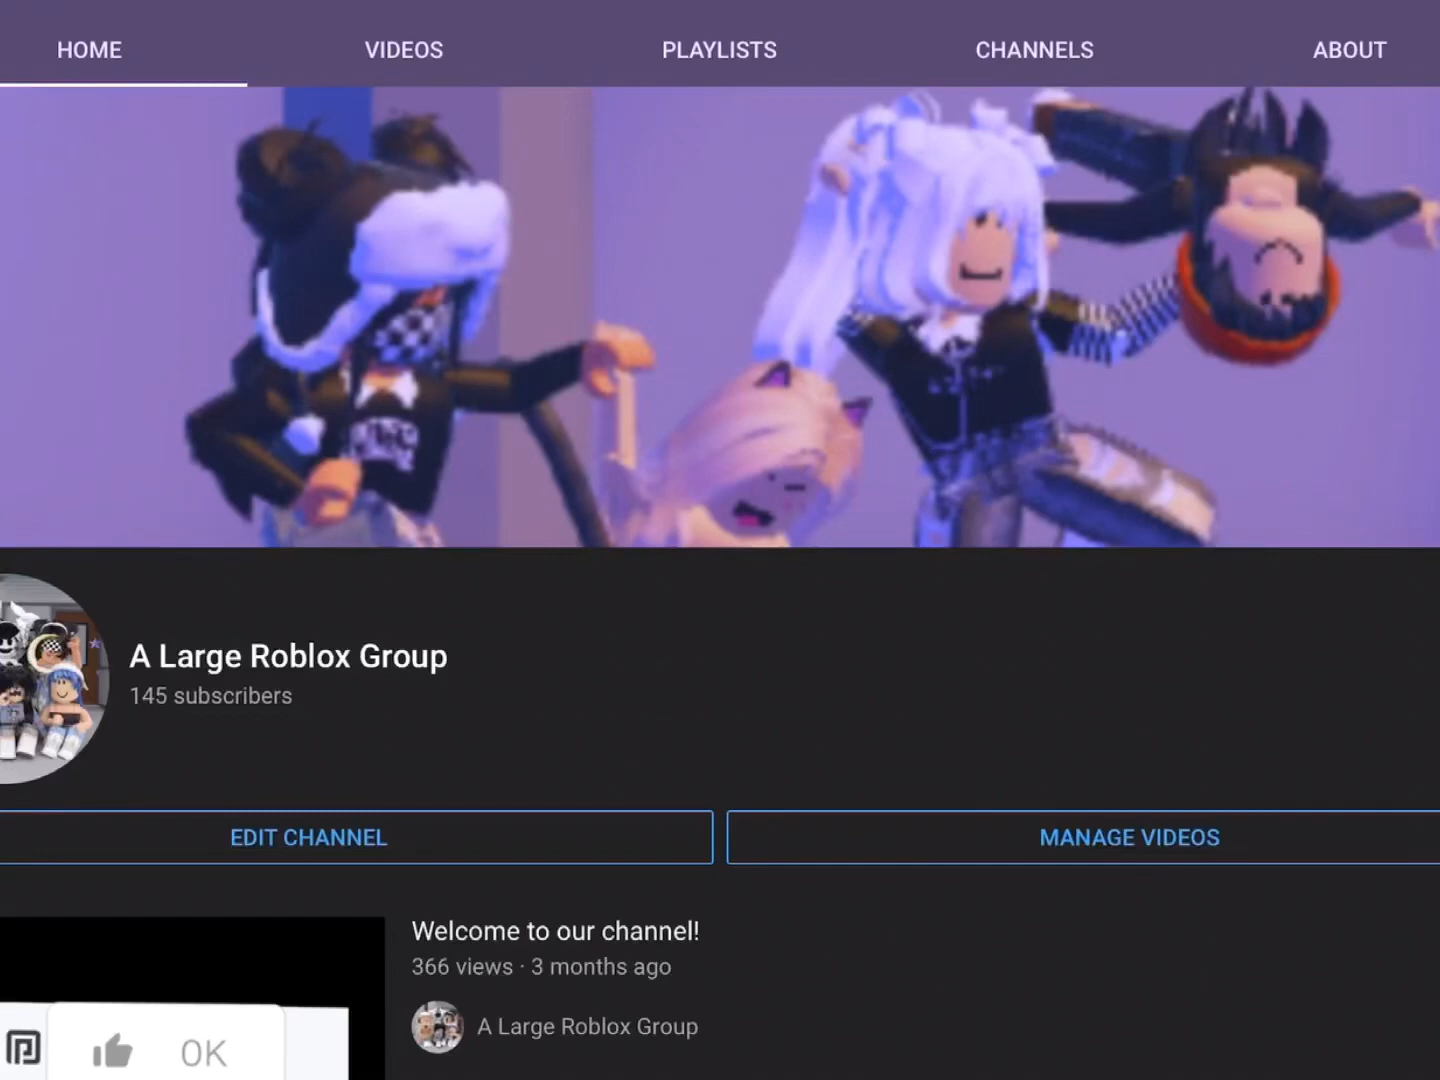 HOME
VIDEOS
PLAYLISTS
CHANNELS
ABOUT
A Large Roblox Group
145 subscribers
EDIT CHANNEL
MANAGE VIDEOS
Welcome to our channel!
366 views · 3 months ago
A Large Roblox Group
0K